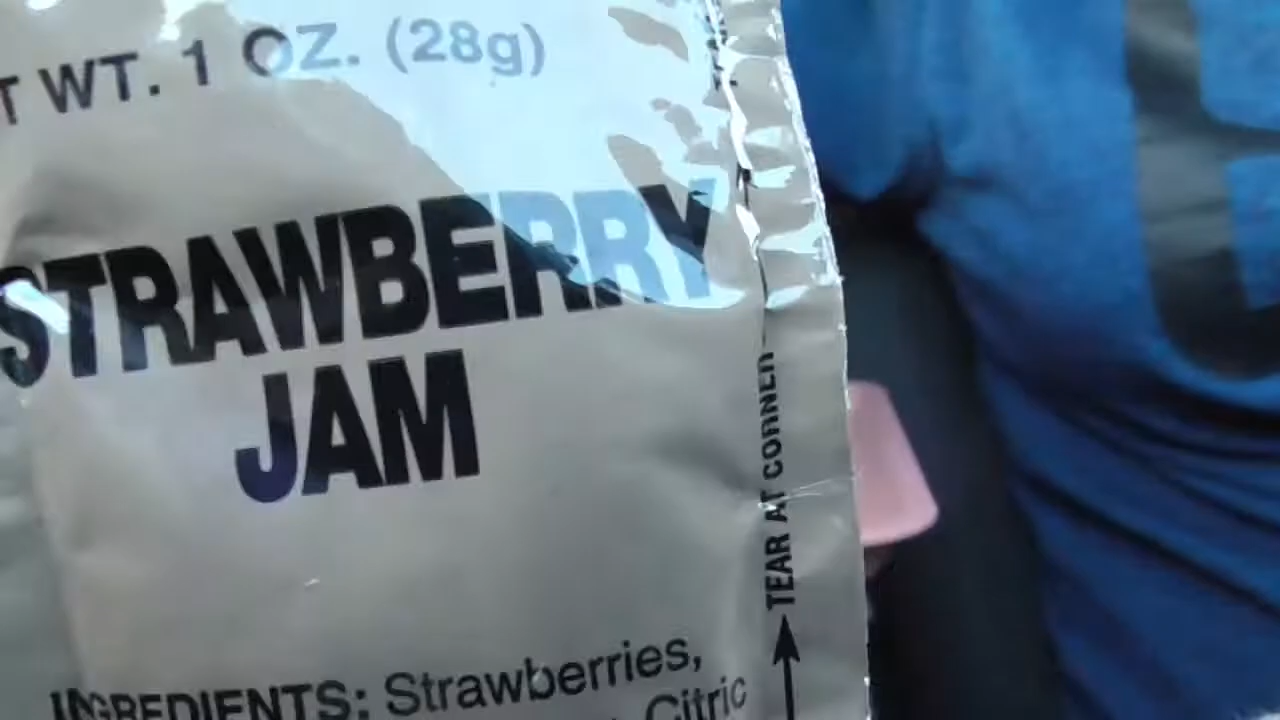 T WT. 1 OZ. (28g)
STRAWBERRY
JAM
TEAR AT CORNER
INGREDIENTS: Strawberries,
Citric